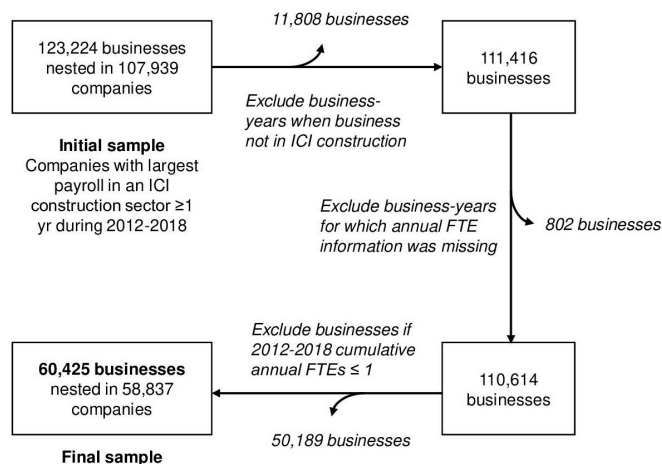 11,808 businesses
123,224 businesses
nested in 107,939
companies
111,416
businesses
Exclude business-
years when business
not in ICI construction
Initial sample
Companies with largest
payroll in an ICI
construction sector ≥1
yr during 2012-2018
Exclude business-years
for which annual FTE
information was missing
802 businesses
Exclude businesses if
2012-2018 cumulative
annual FTEs ≤ 1
60,425 businesses
nested in 58,837
companies
110,614
businesses
50,189 businesses
Final sample